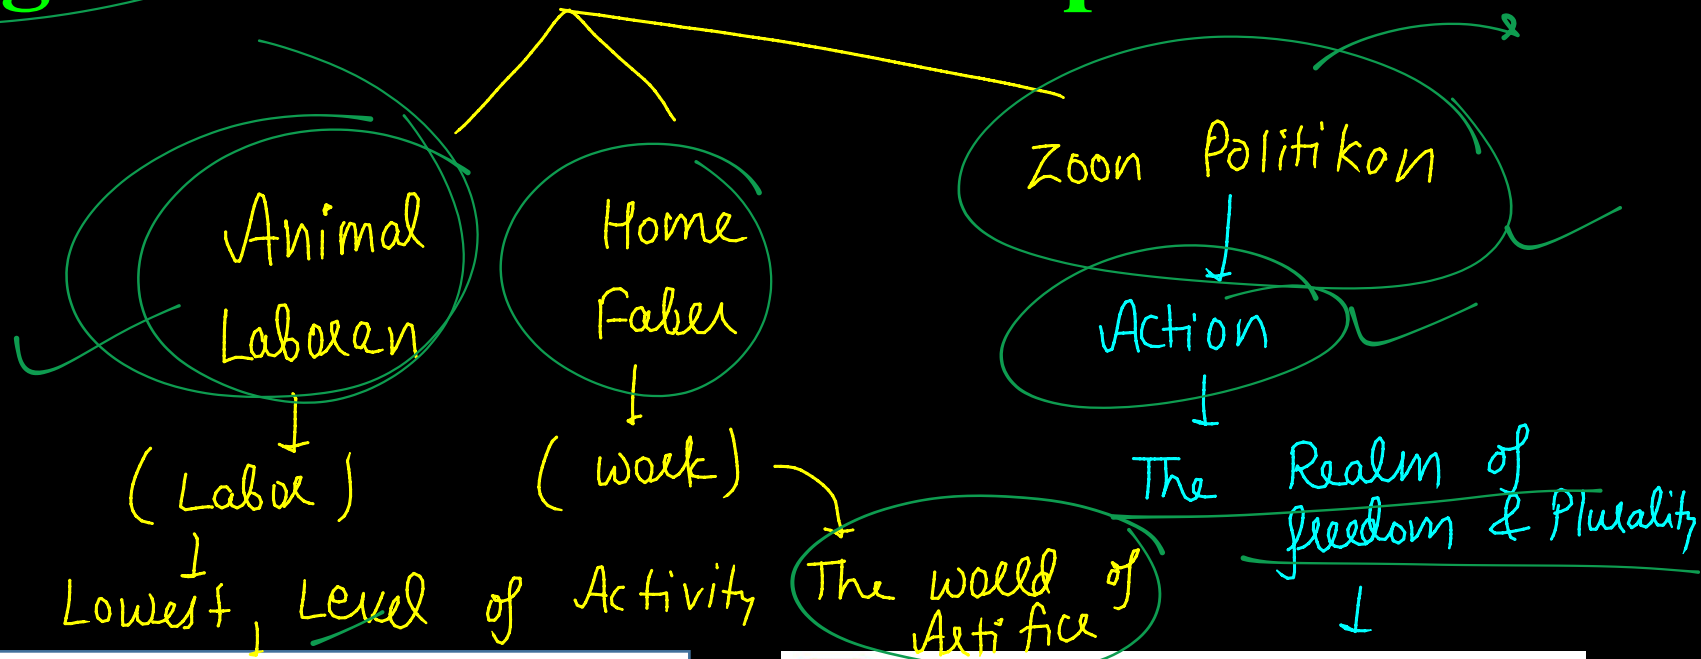 Animal
Laboran
(Labor)
Lowest Level of Activity
Home
Faber
(work)
The world of
Artifice
Zoon Politikon
Action
The Realm of
freedom & Plurality